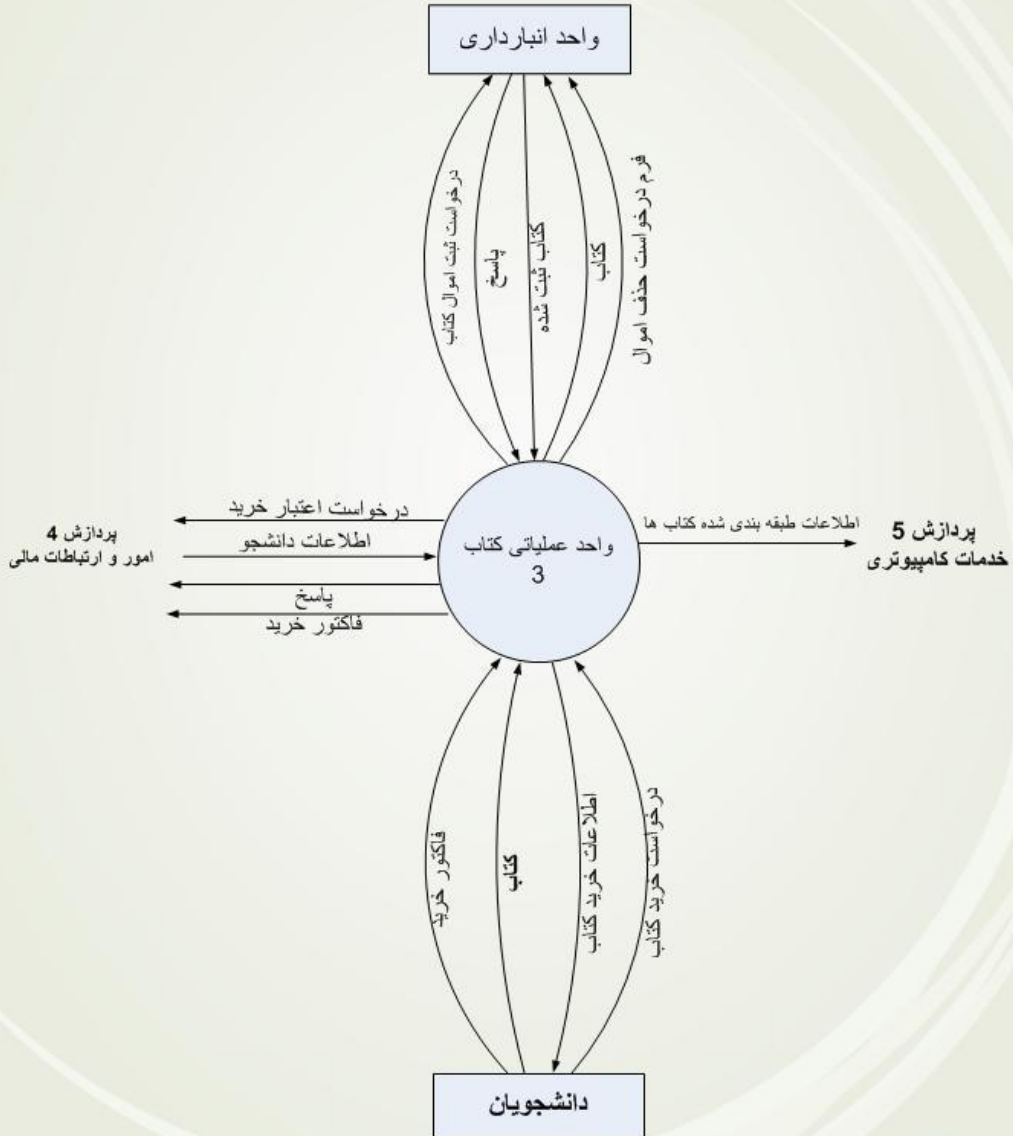 واحد انبارداری
درخواست ثبت اموال کتاب
پاسخ
کتاب ثبت شده
کتاب
فرم درخواست حذف اموال
درخواست اعتبار خرید
اطلاعات دانشجو
پاسخ
فاکتور خرید
پردازش 4
امور و ارتباطات مالی
واحد عملیاتی کتاب
3
اطلاعات طبقه بندی شده کتاب ها
پردازش 5
خدمات کامپیوتری
فاکتور خرید
کتاب
اطلاعات خرید کتاب
درخواست خرید کتاب
دانشجویان